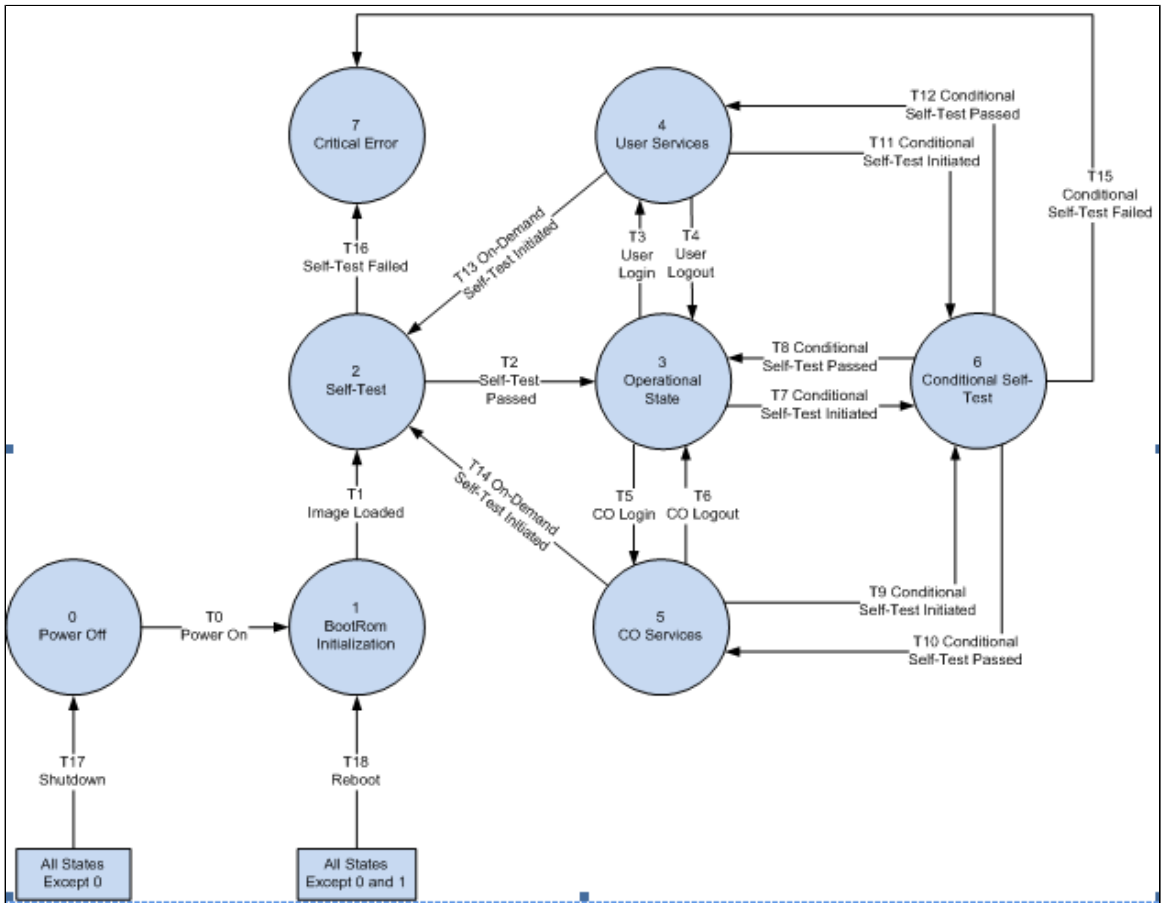 7
Critical Error
4
User Services
T12 Conditional
Self-Test Passed
T11 Conditional
Self-Test Initiated
T15
Conditional
Self-Test Failed
T16
Self-Test Failed
T13 On-Demand
Self-Test Initiated
T3
User
Login
T4
User
Logout
2
Self-Test
T2
Self-Test
Passed
3
Operational
State
T8 Conditional
Self-Test Passed
T7 Conditional
Self-Test Initiated
6
Conditional Self-
Test
T1
Image Loaded
T14 On-Demand
Self-Test Initiated
T5
CO Login
T6
CO Logout
0
Power Off
T0
Power On
1
BootRom
Initialization
5
CO Services
T9 Conditional
Self-Test Initiated
T10 Conditional
Self-Test Passed
T17
Shutdown
T18
Reboot
All States
Except 0
All States
Except 0 and 1